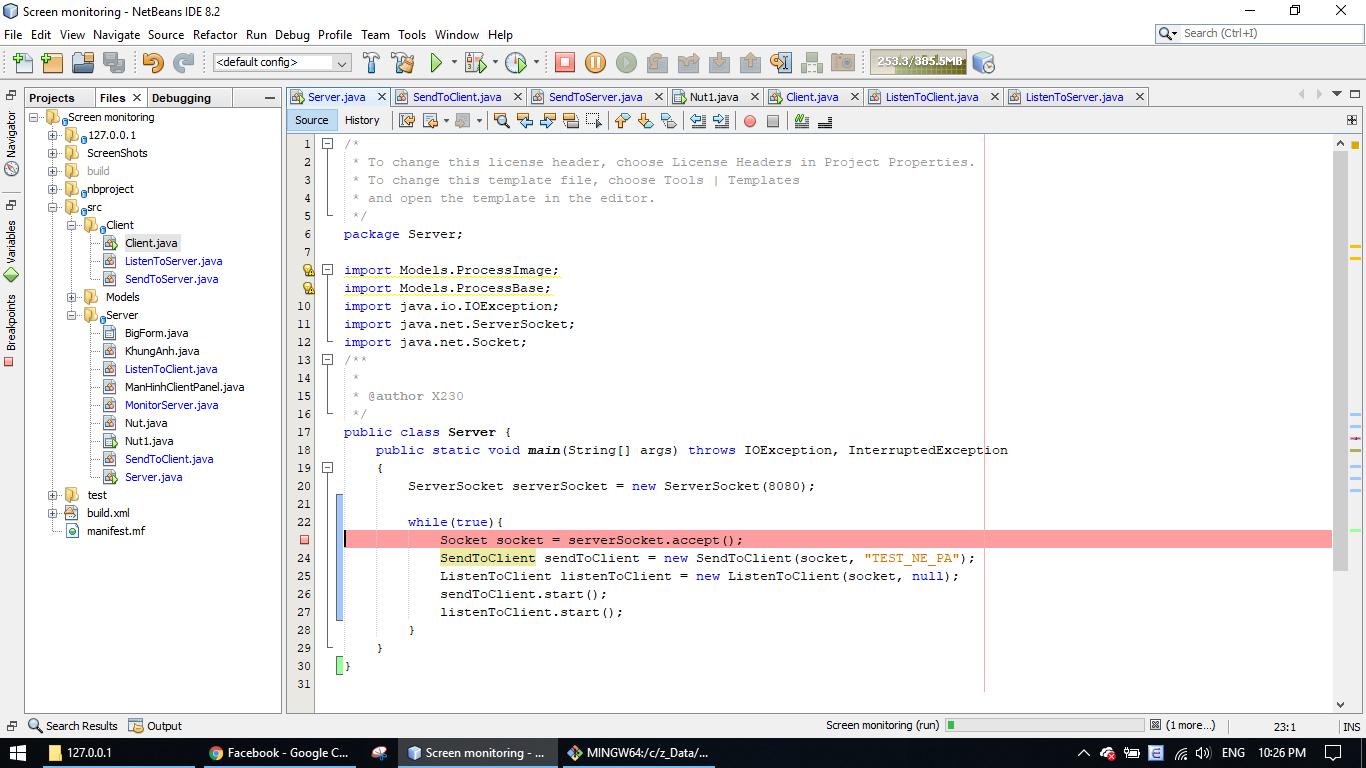 Screen monitoring - NetBeans IDE 8.2
File Edit View Navigate Source Refactor Run Debug Profile Team Tools Window Help
Search (Ctrl+I)
<default config>
253.3/385.5MB
Projects Files Debugging
Server.java SendToClient.java SendToServer.java Nut1.java Client.java ListenToClient.java ListenToServer.java
Source History
Navigator
Variables
Breakpoints
Screen monitoring
127.0.0.1
ScreenShots
build
nbproject
src
Client
Client.java
ListenToServer.java
SendToServer.java
Models
Server
BigForm.java
KhungAnh.java
ListenToClient.java
ManHinhClientPanel.java
MonitorServer.java
Nut.java
Nut1.java
SendToClient.java
Server.java
test
build.xml
manifest.mf
1 /*
2 * To change this license header, choose License Headers in Project Properties.
3 * To change this template file, choose Tools | Templates
4 * and open the template in the editor.
5 */
6 package Server;
7
import Models.ProcessImage;
import Models.ProcessBase;
10 import java.io.IOException;
11 import java.net.ServerSocket;
12 import java.net.Socket;
13 /**
14 *
15 * @author X230
16 */
17 public class Server {
18 public static void main(String[] args) throws IOException, InterruptedException
19 {
20 ServerSocket serverSocket = new ServerSocket(8080);
21
22 while(true){
Socket socket = serverSocket.accept();
24 SendToClient sendToClient = new SendToClient(socket, "TEST_NE_PA");
25 ListenToClient listenToClient = new ListenToClient(socket, null);
26 sendToClient.start();
27 listenToClient.start();
28 }
29 }
30 }
31
Search Results Output
Screen monitoring (run) (1 more...) 23:1 INS
127.0.0.1 Facebook - Google C... Screen monitoring - ... MINGW64:/c/z_Data/... ENG 10:26 PM